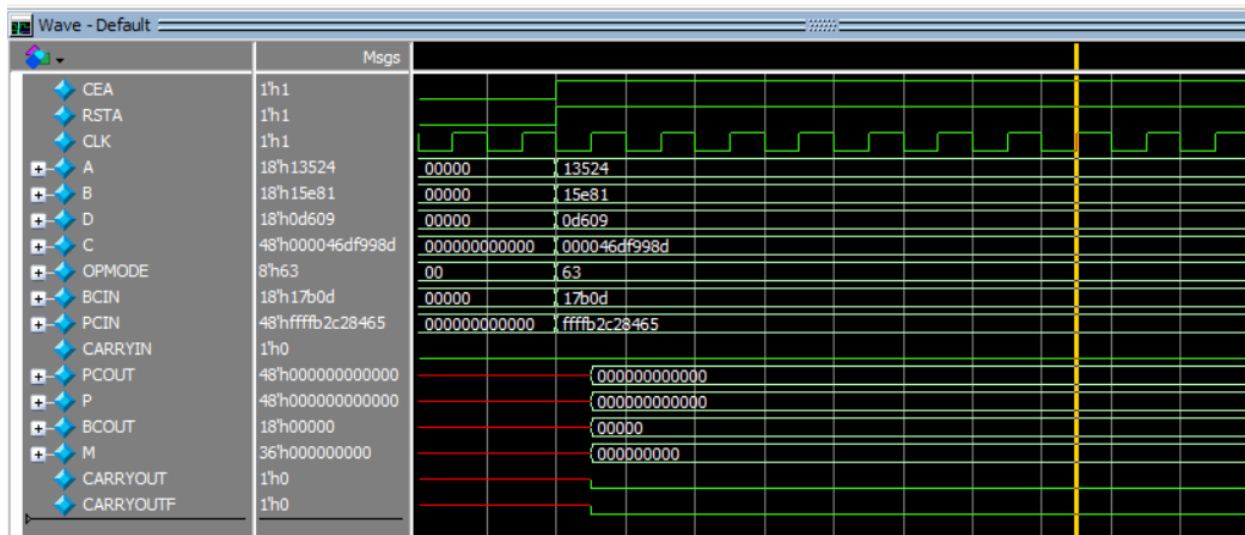 Wave - Default
Msgs
CEA 1'h1
RSTA 1'h1
CLK 1'h1
A 18'h13524 00000 13524
B 18'h15e81 00000 15e81
D 18'h0d609 00000 0d609
C 48'h000046df998d 000000000000 000046df998d
OPMODE 8'h63 00 63
BCIN 18'h17b0d 00000 17b0d
PCIN 48'hffffb2c28465 000000000000 ffffb2c28465
CARRYIN 1'h0
PCOUT 48'h000000000000 000000000000
P 48'h000000000000 000000000000
BCOUT 18'h00000 00000
M 36'h000000000 000000000
CARRYOUT 1'h0
CARRYOUTF 1'h0